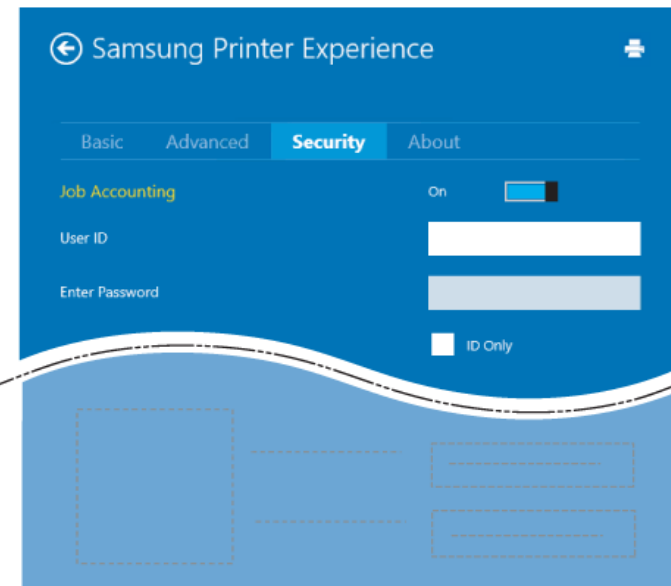 Samsung Printer Experience
Basic Advanced Security About
Job Accounting On
User ID
Enter Password
ID Only